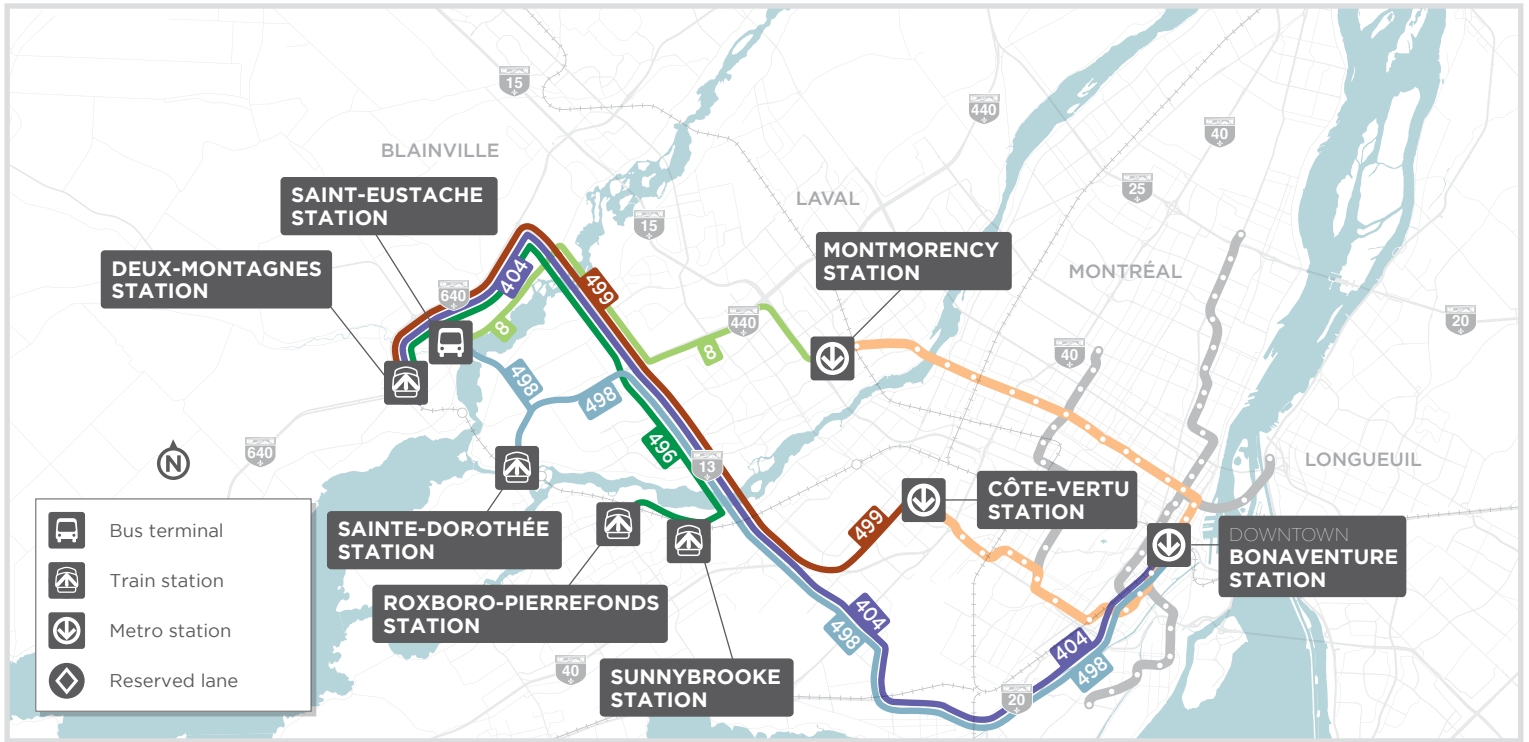 15
440
40
BLAINVILLE
SAINT-EUSTACHE
STATION
25
LAVAL
15
MONTMORENCY
STATION
DEUX-MONTAGNES
STATION
404
MONTRÉAL
499
640
8
440
20
8
40
498
498
496
640
13
LONGUEUIL
N
CÔTE-VERTU
STATION
499
SAINTE-DOROTHÉE
STATION
DOWNTOWN
BONAVENTURE
STATION
ROXBORO-PIERREFONDS
STATION
404
498
404
498
40
SUNNYBROOKE
STATION
20
Bus terminal
Train station
Metro station
Reserved lane